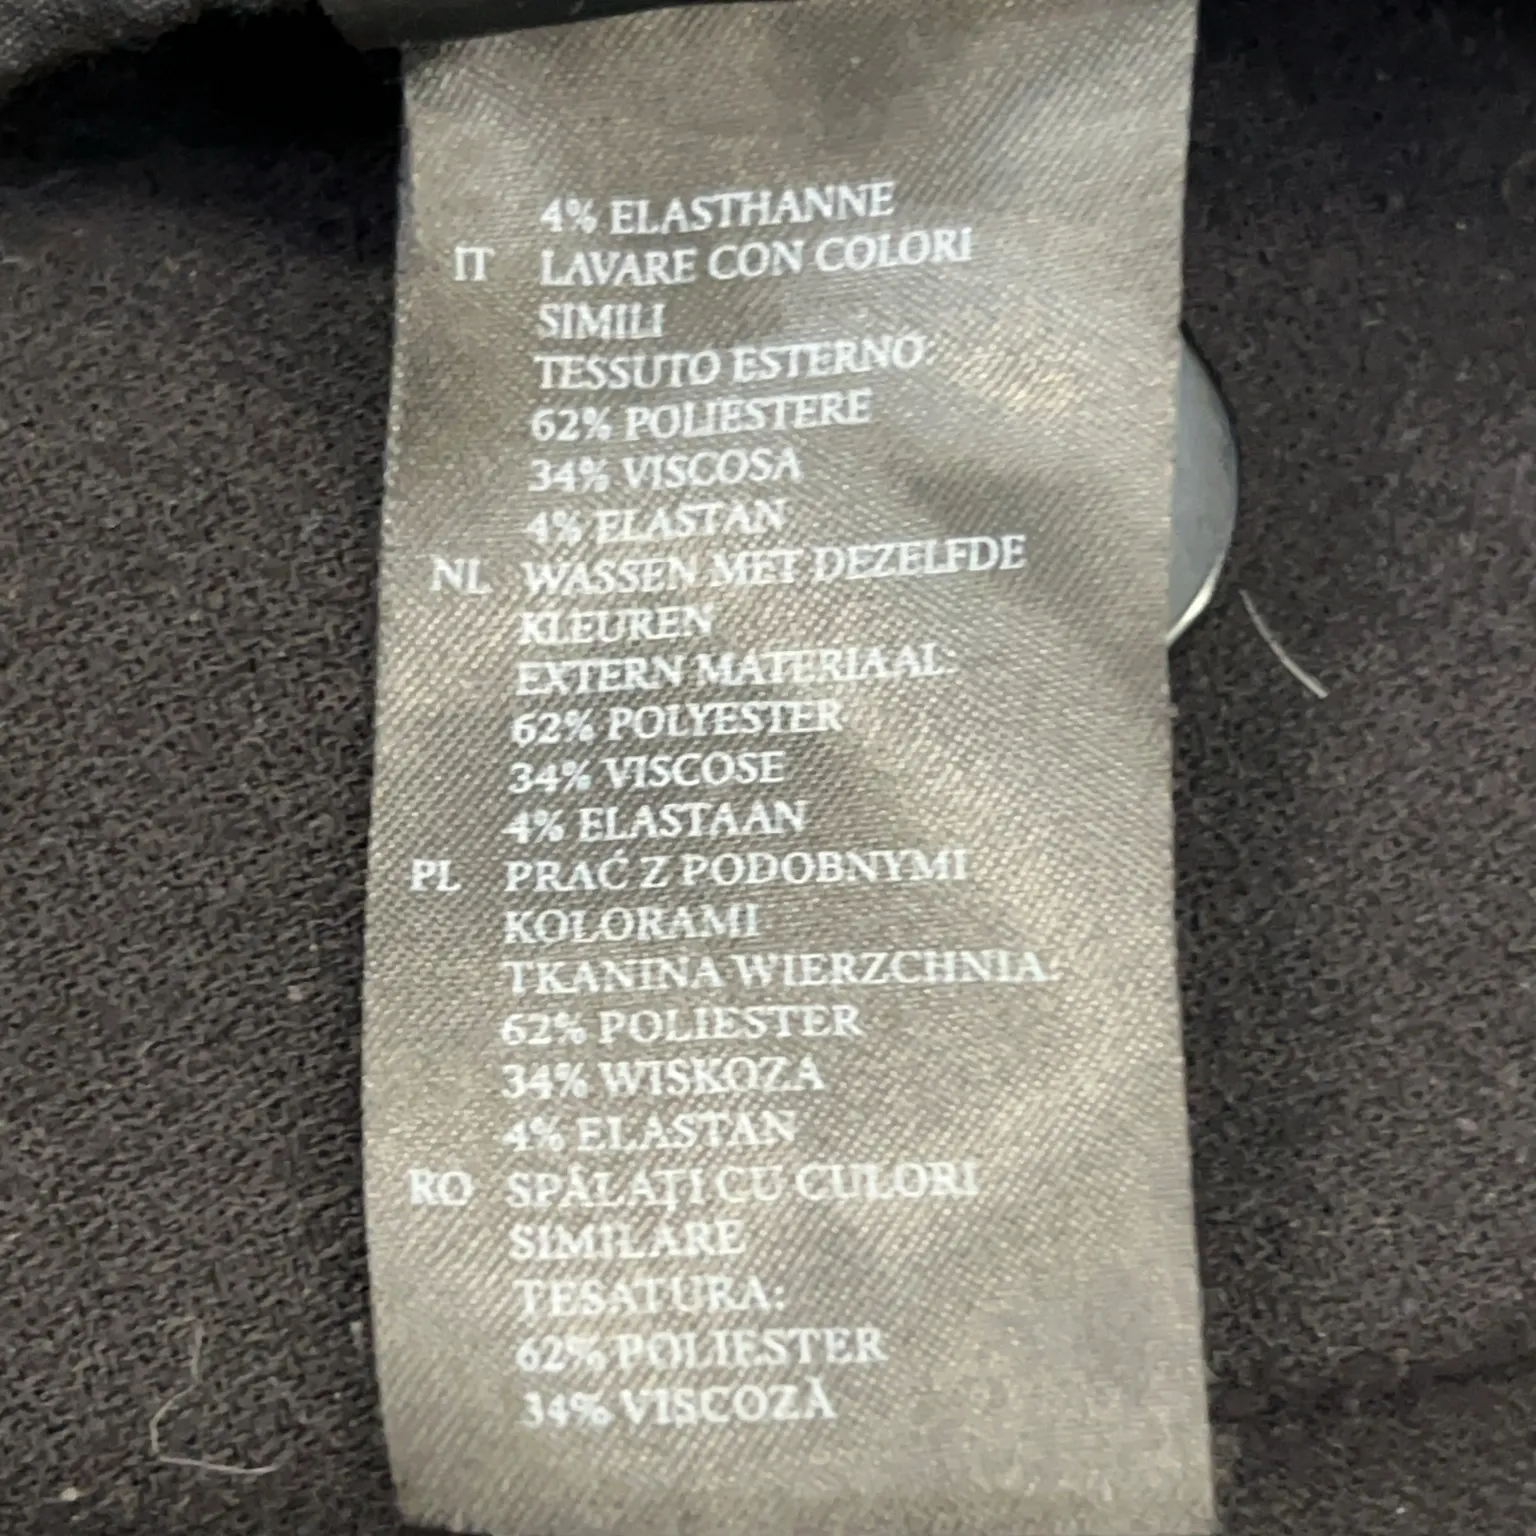 4% ELASTHANNE
IT LAVARE CON COLORI
SIMILI
TESSUTO ESTERNO
62% POLIESTERE
34% VISCOSA
4% ELASTAN
NL WASSEN MET DEZELFDE
KLEUREN
EXTERN MATERIAAL:
62% POLYESTER
34% VISCOSE
4% ELASTAAN
PL PRAĆ Z PODOBNYMI
KOLORAMI
TKANINA WIERZCHNIA:
62% POLIESTER
34% WISKOZA
4% ELASTAN
RO SPĂLAȚI CU CULORI
SIMILARE
TESATURA:
62% POLIESTER
34% VISCOZĂ